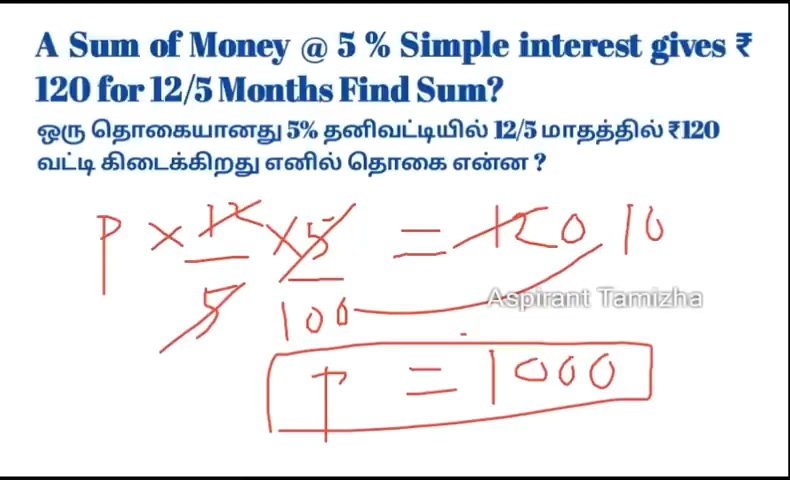 A Sum of Money @ 5 % Simple interest gives ₹
120 for 12/5 Months Find Sum?
ஒரு தொகையானது 5% தனிவட்டியில் 12/5 மாதத்தில் ₹120
வட்டி கிடைக்கிறது எனில் தொகை என்ன ?
P × 12/5 × 5/100 = 120 10
Aspirant Tamizha
P = 1000